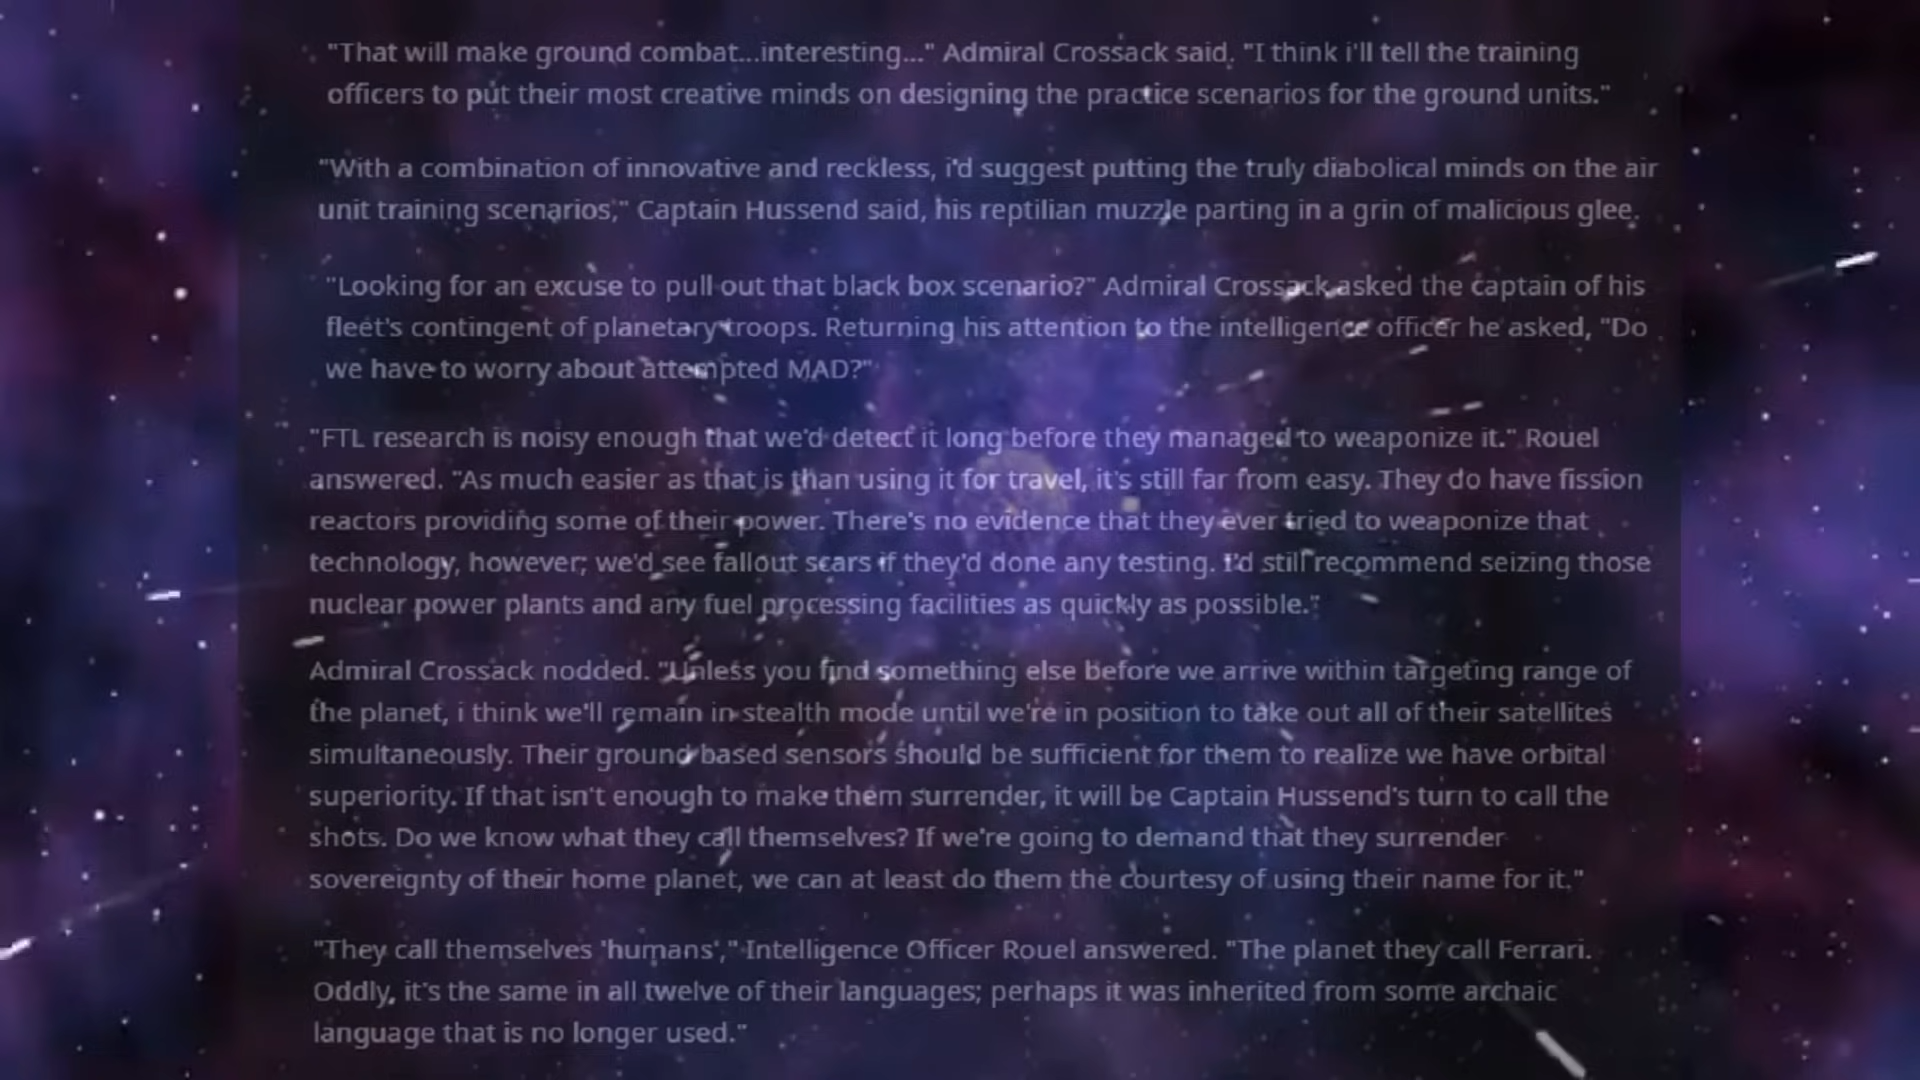 "That will make ground combat...interesting..." Admiral Crossack said. "I think i'll tell the training
officers to put their most creative minds on designing the practice scenarios for the ground units."
"With a combination of innovative and reckless, i'd suggest putting the truly diabolical minds on the air
unit training scenarios," Captain Hussend said, his reptilian muzzle parting in a grin of malicious glee.
"Looking for an excuse to pull out that black box scenario?" Admiral Crossack asked the captain of his
fleet's contingent of planetary troops. Returning his attention to the intelligence officer he asked, "Do
we have to worry about attempted MAD?"
"FTL research is noisy enough that we'd detect it long before they managed to weaponize it." Rouel
answered. "As much easier as that is than using it for travel, it's still far from easy. They do have fission
reactors providing some of their power. There's no evidence that they ever tried to weaponize that
technology, however; we'd see fallout scars if they'd done any testing. I'd still recommend seizing those
nuclear power plants and any fuel processing facilities as quickly as possible."
Admiral Crossack nodded. "Unless you find something else before we arrive within targeting range of
the planet, i think we'll remain in stealth mode until we're in position to take out all of their satellites
simultaneously. Their ground based sensors should be sufficient for them to realize we have orbital
superiority. If that isn't enough to make them surrender, it will be Captain Hussend's turn to call the
shots. Do we know what they call themselves? If we're going to demand that they surrender
sovereignty of their home planet, we can at least do them the courtesy of using their name for it."
"They call themselves 'humans'," Intelligence Officer Rouel answered. "The planet they call Ferrari.
Oddly, it's the same in all twelve of their languages; perhaps it was inherited from some archaic
language that is no longer used."